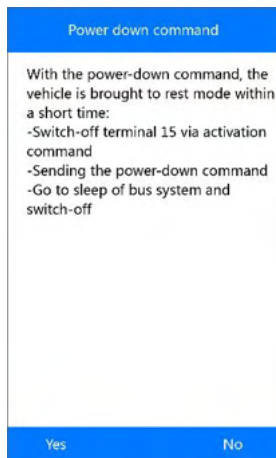 Power down command
With the power-down command, the
vehicle is brought to rest mode within
a short time:
-Switch-off terminal 15 via activation
command
-Sending the power-down command
-Go to sleep of bus system and
switch-off
Yes No